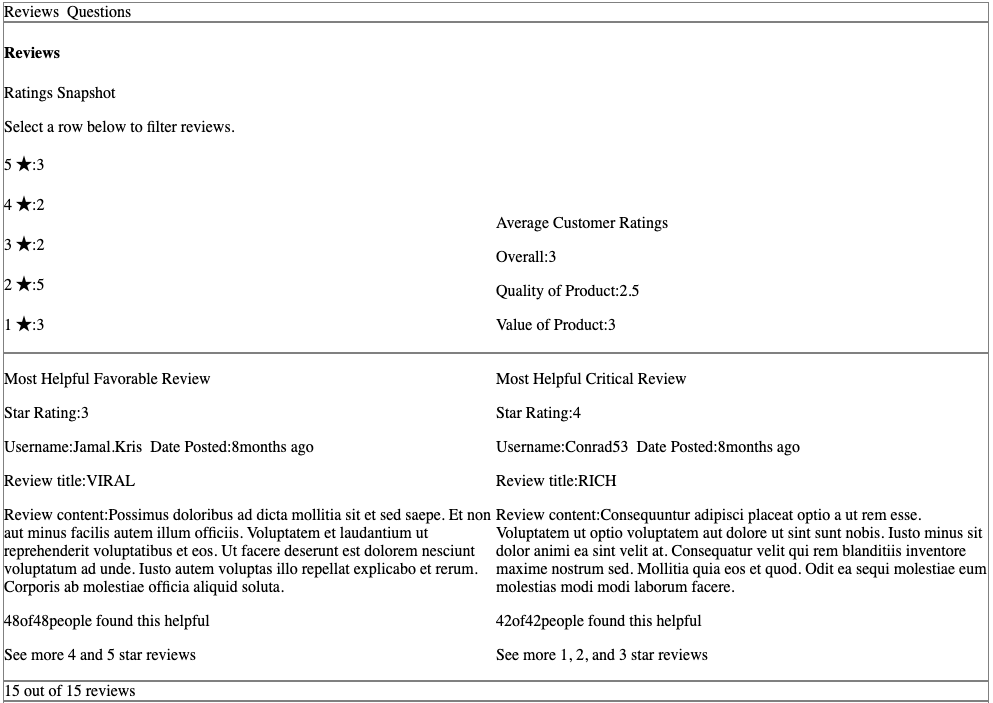 Reviews  Questions
Reviews
Ratings Snapshot
Select a row below to filter reviews.
5 ★:3
4 ★:2
3 ★:2
2 ★:5
1 ★:3
Average Customer Ratings
Overall:3
Quality of Product:2.5
Value of Product:3
Most Helpful Favorable Review
Star Rating:3
Username:Jamal.Kris  Date Posted:8months ago
Review title:VIRAL
Review content:Possimus doloribus ad dicta mollitia sit et sed saepe. Et non
aut minus facilis autem illum officiis. Voluptatem et laudantium ut
reprehenderit voluptatibus et eos. Ut facere deserunt est dolorem nesciunt
voluptatum ad unde. Iusto autem voluptas illo repellat explicabo et rerum.
Corporis ab molestiae officia aliquid soluta.
48of48people found this helpful
See more 4 and 5 star reviews
Most Helpful Critical Review
Star Rating:4
Username:Conrad53  Date Posted:8months ago
Review title:RICH
Review content:Consequuntur adipisci placeat optio a ut rem esse.
Voluptatem ut optio voluptatem aut dolore ut sint sunt nobis. Iusto minus sit
dolor animi ea sint velit at. Consequatur velit qui rem blanditiis inventore
maxime nostrum sed. Mollitia quia eos et quod. Odit ea sequi molestiae eum
molestias modi modi laborum facere.
42of42people found this helpful
See more 1, 2, and 3 star reviews
15 out of 15 reviews